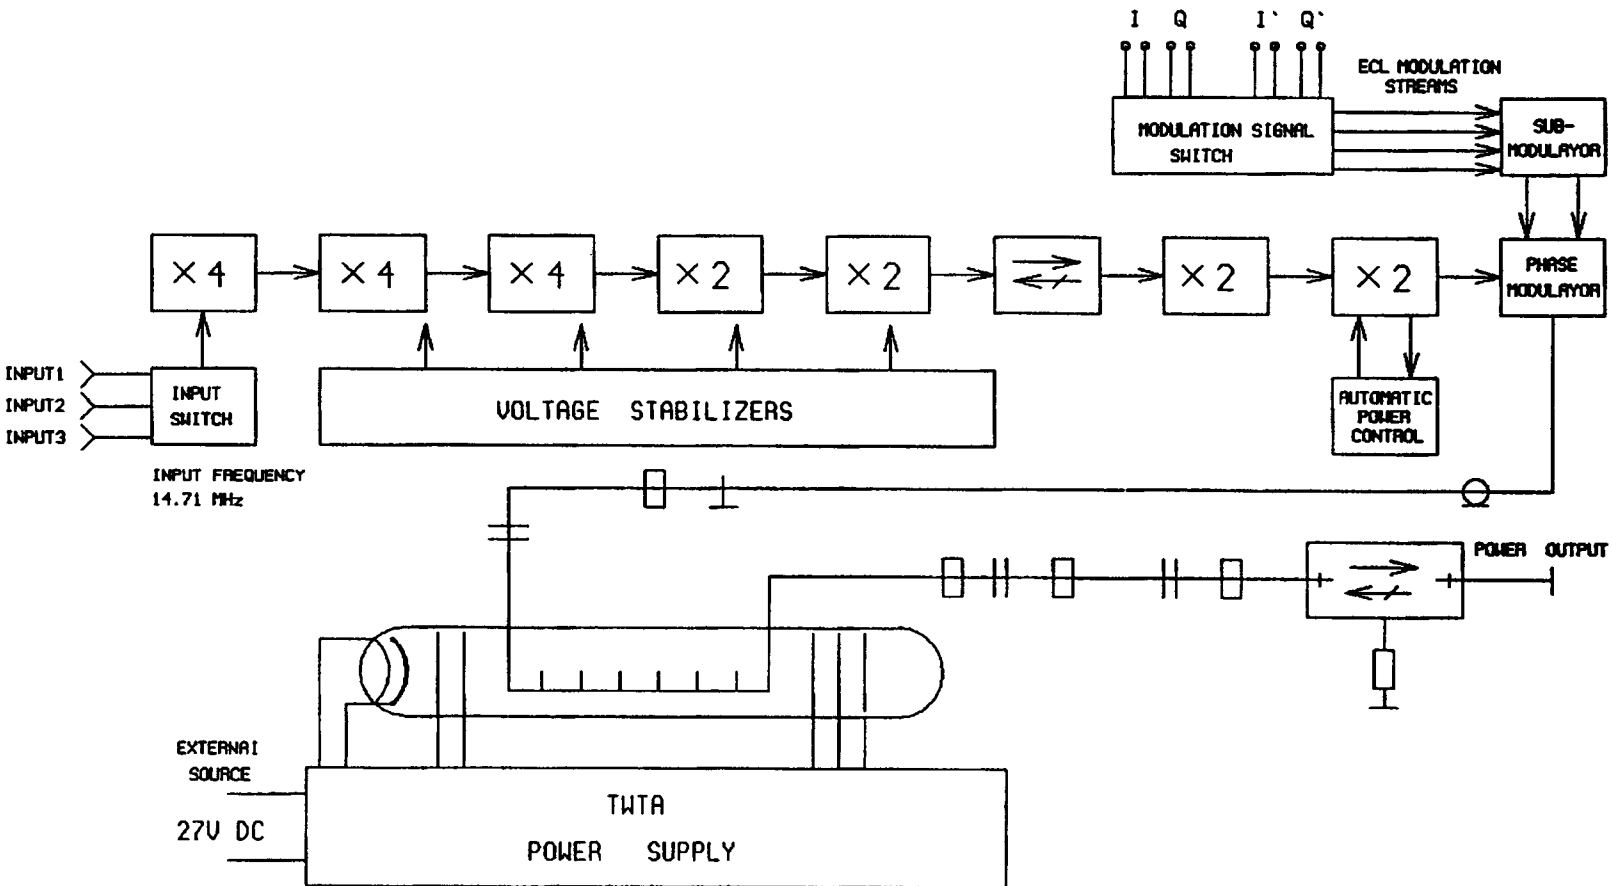 I Q I` Q`
ECL MODULATION
STREAMS
MODULATION SIGNAL
SWITCH
SUB-
MODULAYOR
×4
×4
×4
×2
×2
×2
×2
PHASE
MODULAYOR
INPUT1
INPUT2
INPUT3
INPUT
SWITCH
VOLTAGE STABILIZERS
AUTOMATIC
POWER
CONTROL
INPUT FREQUENCY
14.71 MHz
POWER OUTPUT
EXTERNAI
SOURCE
27V DC
TWTA
POWER SUPPLY